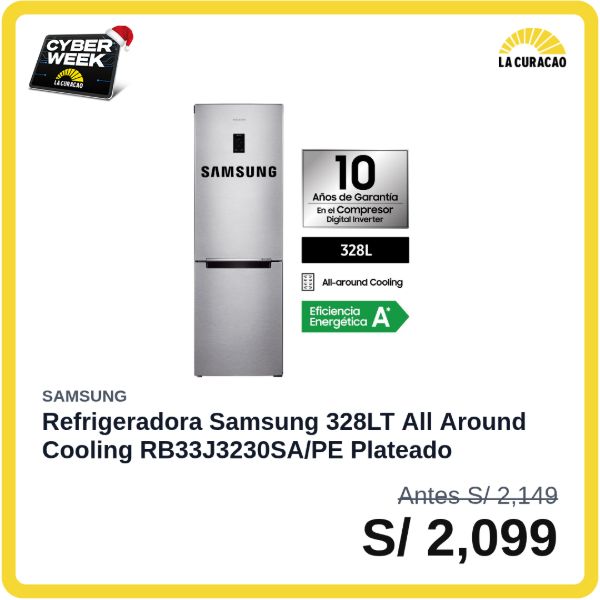 CYBER
WEEK
LA CURACAO
LA CURACAO
SAMSUNG
10
Años de Garantía
En el Compresor
Digital Inverter
328L
All-around Cooling
Eficiencia
Energética A*
SAMSUNG
Refrigeradora Samsung 328LT All Around
Cooling RB33J3230SA/PE Plateado
Antes S/ 2,149
S/ 2,099